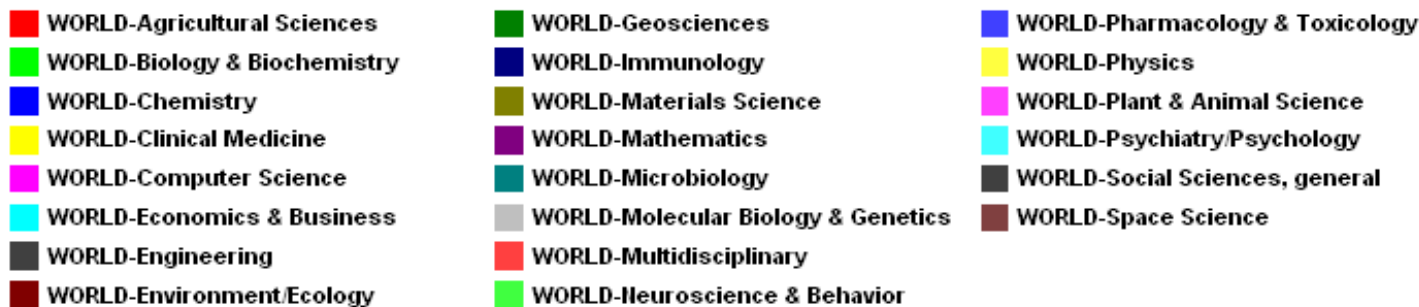 WORLD-Agricultural Sciences
WORLD-Biology & Biochemistry
WORLD-Chemistry
WORLD-Clinical Medicine
WORLD-Computer Science
WORLD-Economics & Business
WORLD-Engineering
WORLD-Environment/Ecology
WORLD-Geosciences
WORLD-Immunology
WORLD-Materials Science
WORLD-Mathematics
WORLD-Microbiology
WORLD-Molecular Biology & Genetics
WORLD-Multidisciplinary
WORLD-Neuroscience & Behavior
WORLD-Pharmacology & Toxicology
WORLD-Physics
WORLD-Plant & Animal Science
WORLD-Psychiatry/Psychology
WORLD-Social Sciences, general
WORLD-Space Science